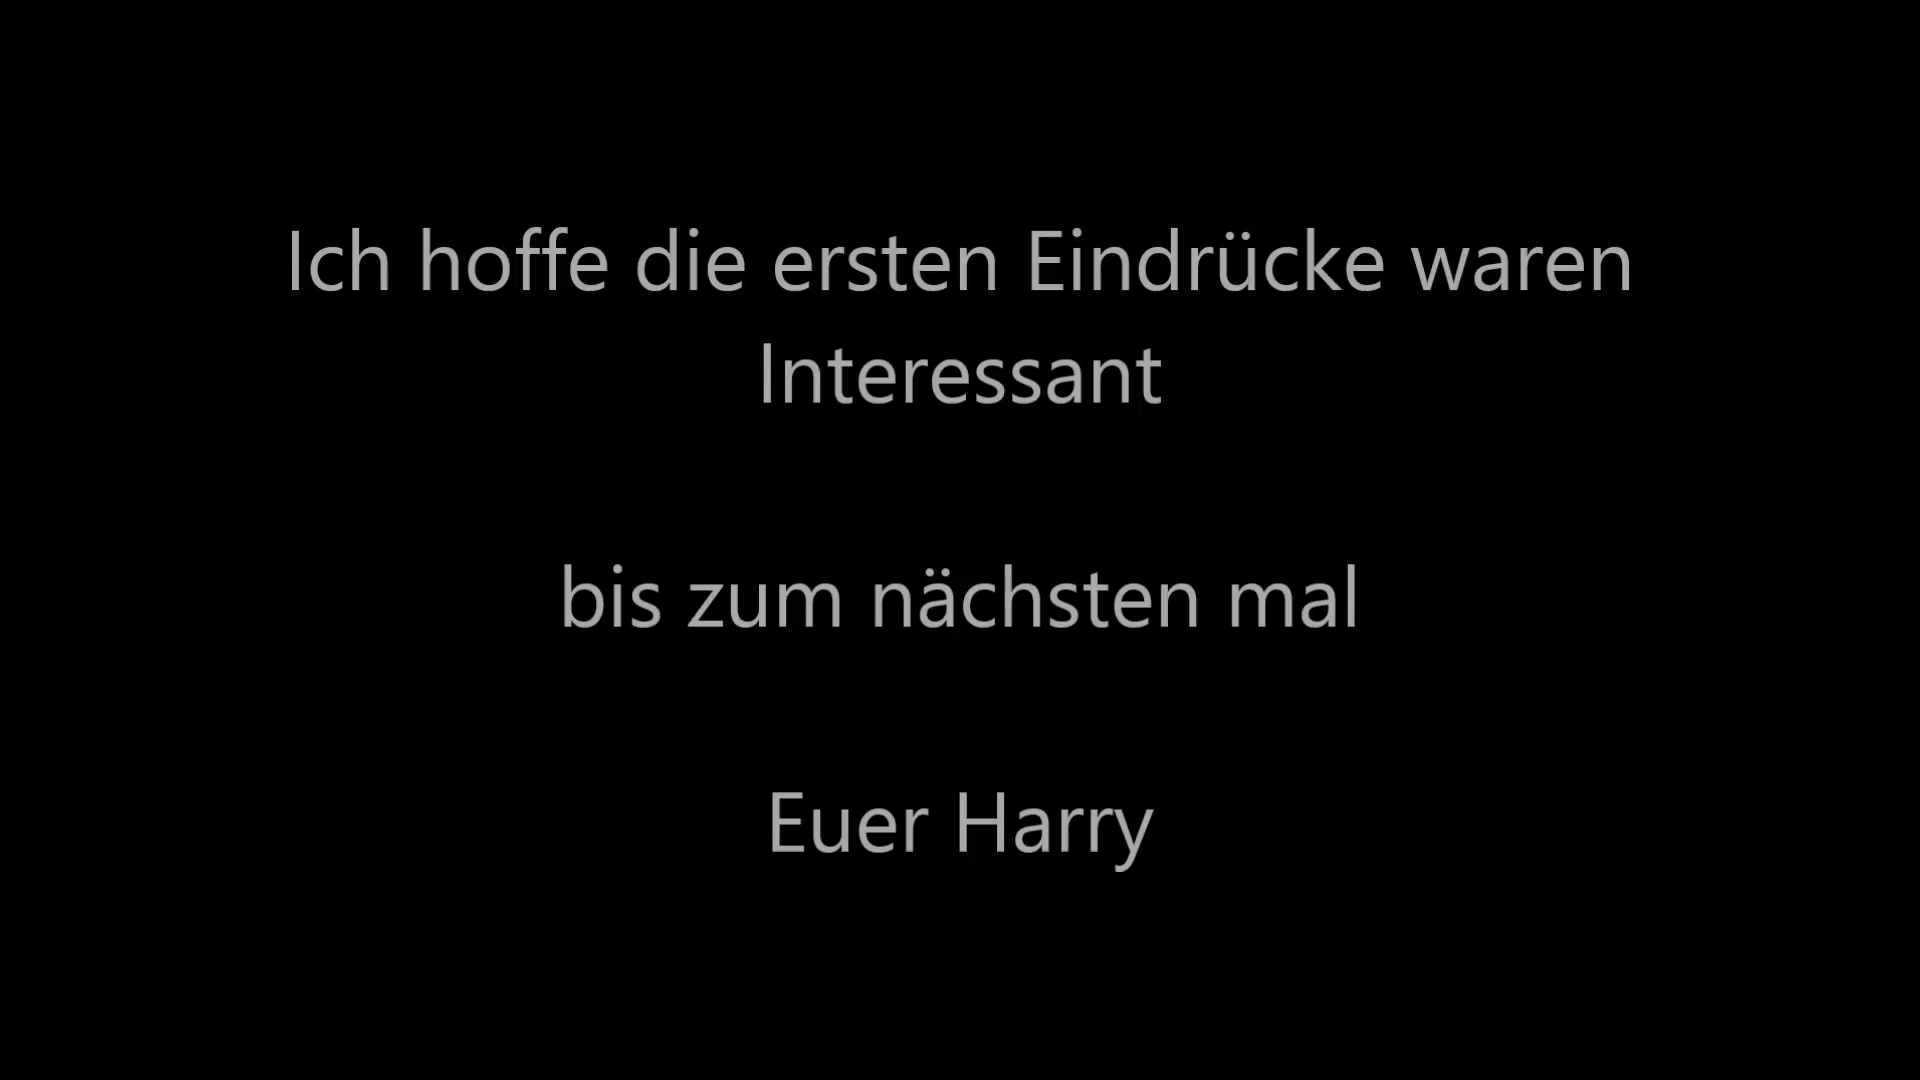 Ich hoffe die ersten Eindrücke waren
Interessant
bis zum nächsten mal
Euer Harry